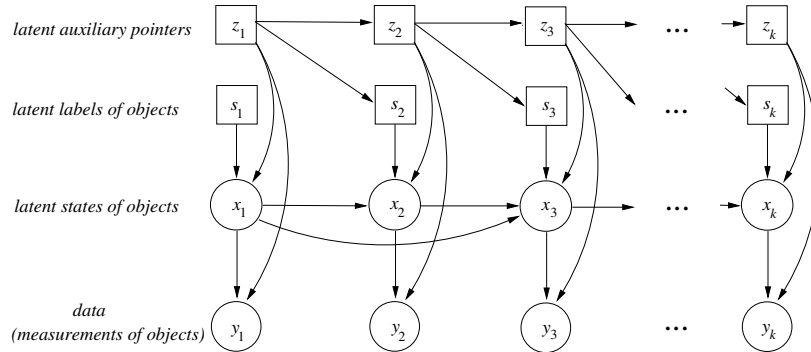 latent auxiliary pointers z₁ z₂ z₃ ... zₖ
latent labels of objects s₁ s₂ s₃ ... sₖ
latent states of objects x₁ x₂ x₃ ... xₖ
data
(measurements of objects) y₁ y₂ y₃ ... yₖ